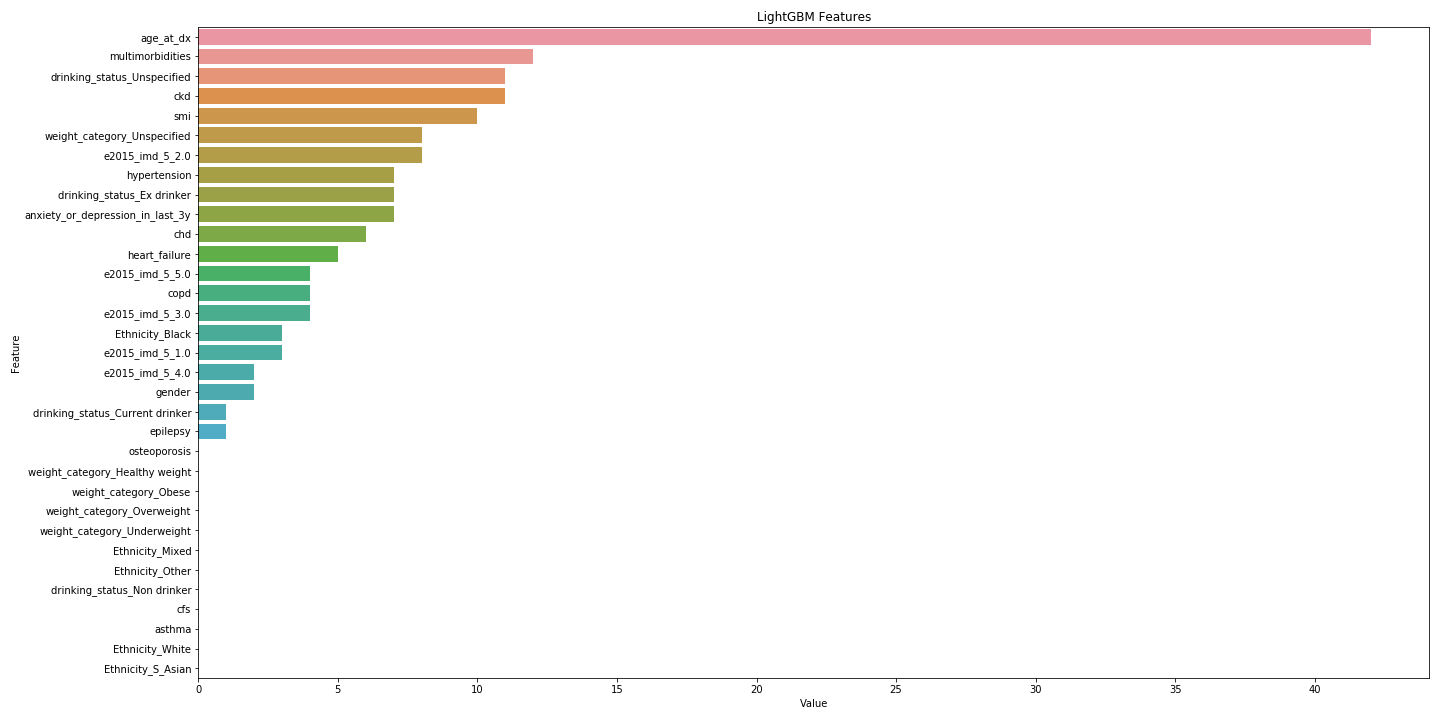 LightGBM Features
age_at_dx
multimorbidities
drinking_status_Unspecified
ckd
smi
weight_category_Unspecified
e2015_imd_5_2.0
hypertension
drinking_status_Ex drinker
anxiety_or_depression_in_last_3y
chd
heart_failure
e2015_imd_5_5.0
copd
e2015_imd_5_3.0
Ethnicity_Black
e2015_imd_5_1.0
e2015_imd_5_4.0
gender
drinking_status_Current drinker
epilepsy
osteoporosis
weight_category_Healthy weight
weight_category_Obese
weight_category_Overweight
weight_category_Underweight
Ethnicity_Mixed
Ethnicity_Other
drinking_status_Non drinker
cfs
asthma
Ethnicity_White
Ethnicity_S_Asian
Feature
0 5 10 15 20 25 30 35 40
Value